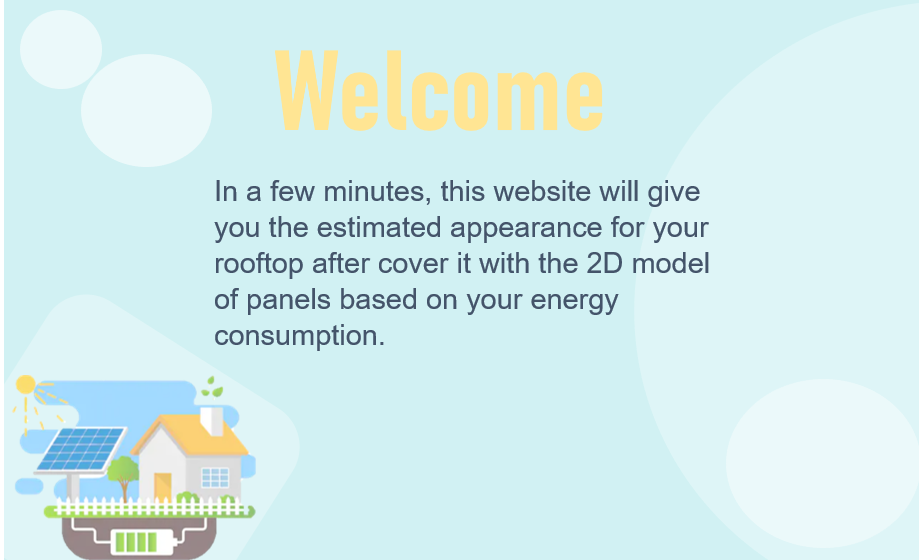 Welcome
In a few minutes, this website will give
you the estimated appearance for your
rooftop after cover it with the 2D model
of panels based on your energy
consumption.